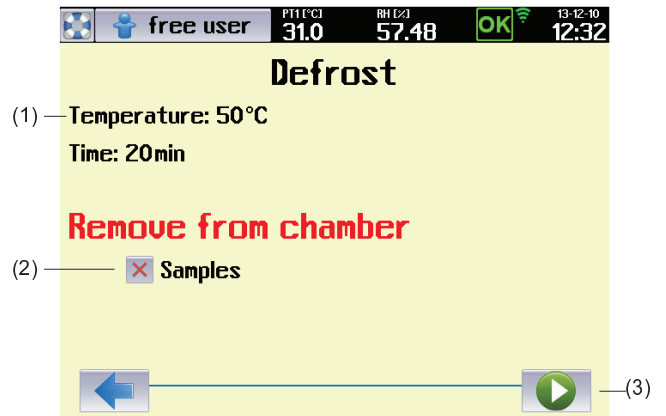 free user PT1 [°C] RH [%] OK 13-12-10
31.0 57.48 12:32
Defrost
(1) Temperature: 50°C
Time: 20min
Remove from chamber
(2) Samples
(3)